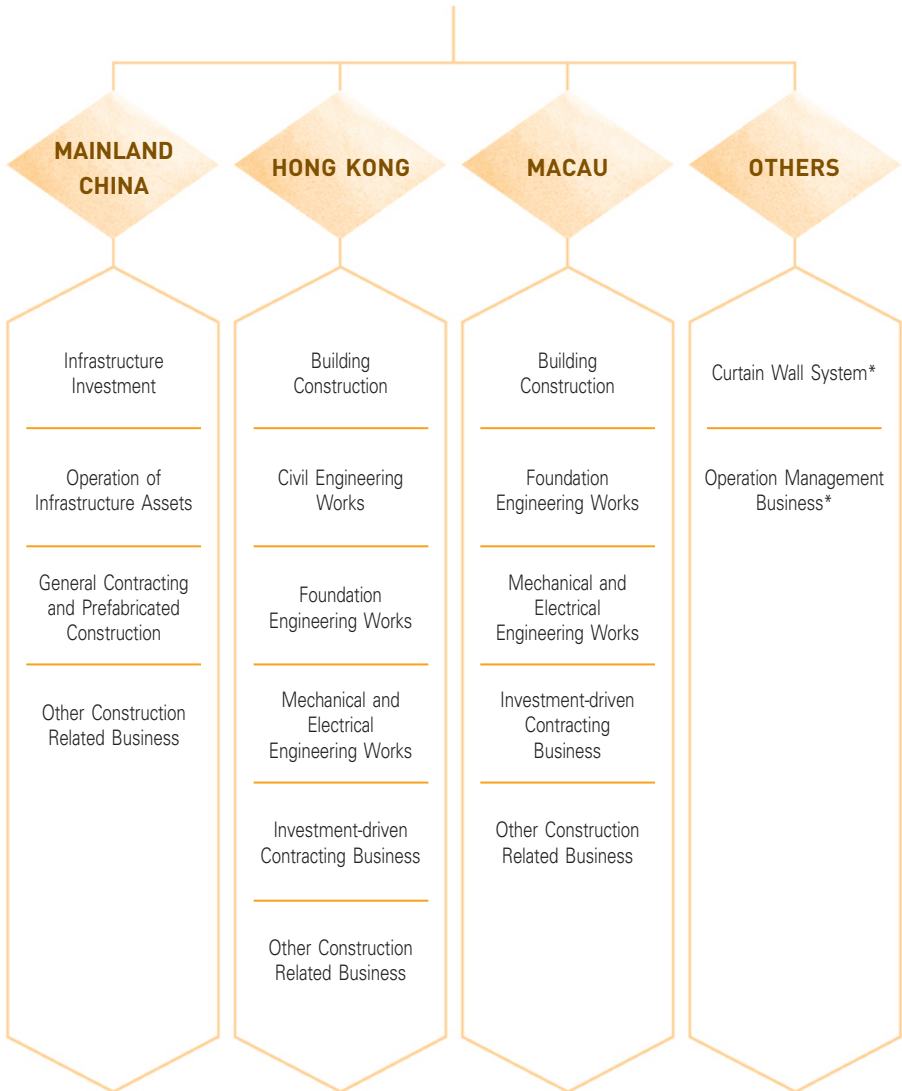 MAINLAND
CHINA
HONG KONG
MACAU
OTHERS
Infrastructure
Investment
Operation of
Infrastructure Assets
General Contracting
and Prefabricated
Construction
Other Construction
Related Business
Building
Construction
Civil Engineering
Works
Foundation
Engineering Works
Mechanical and
Electrical
Engineering Works
Investment-driven
Contracting Business
Other Construction
Related Business
Building
Construction
Foundation
Engineering Works
Mechanical and
Electrical
Engineering Works
Investment-driven
Contracting
Business
Other Construction
Related Business
Curtain Wall System*
Operation Management
Business*